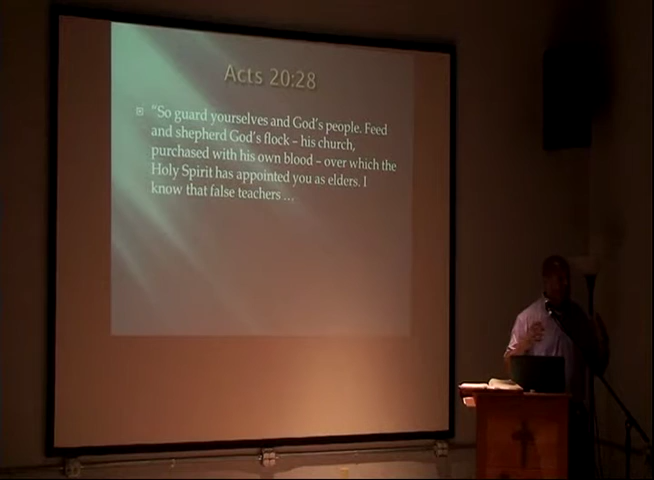 Acts 20:28
“So guard yourselves and God’s people. Feed
and shepherd God’s flock – his church,
purchased with his own blood – over which the
Holy Spirit has appointed you as elders. I
know that false teachers …